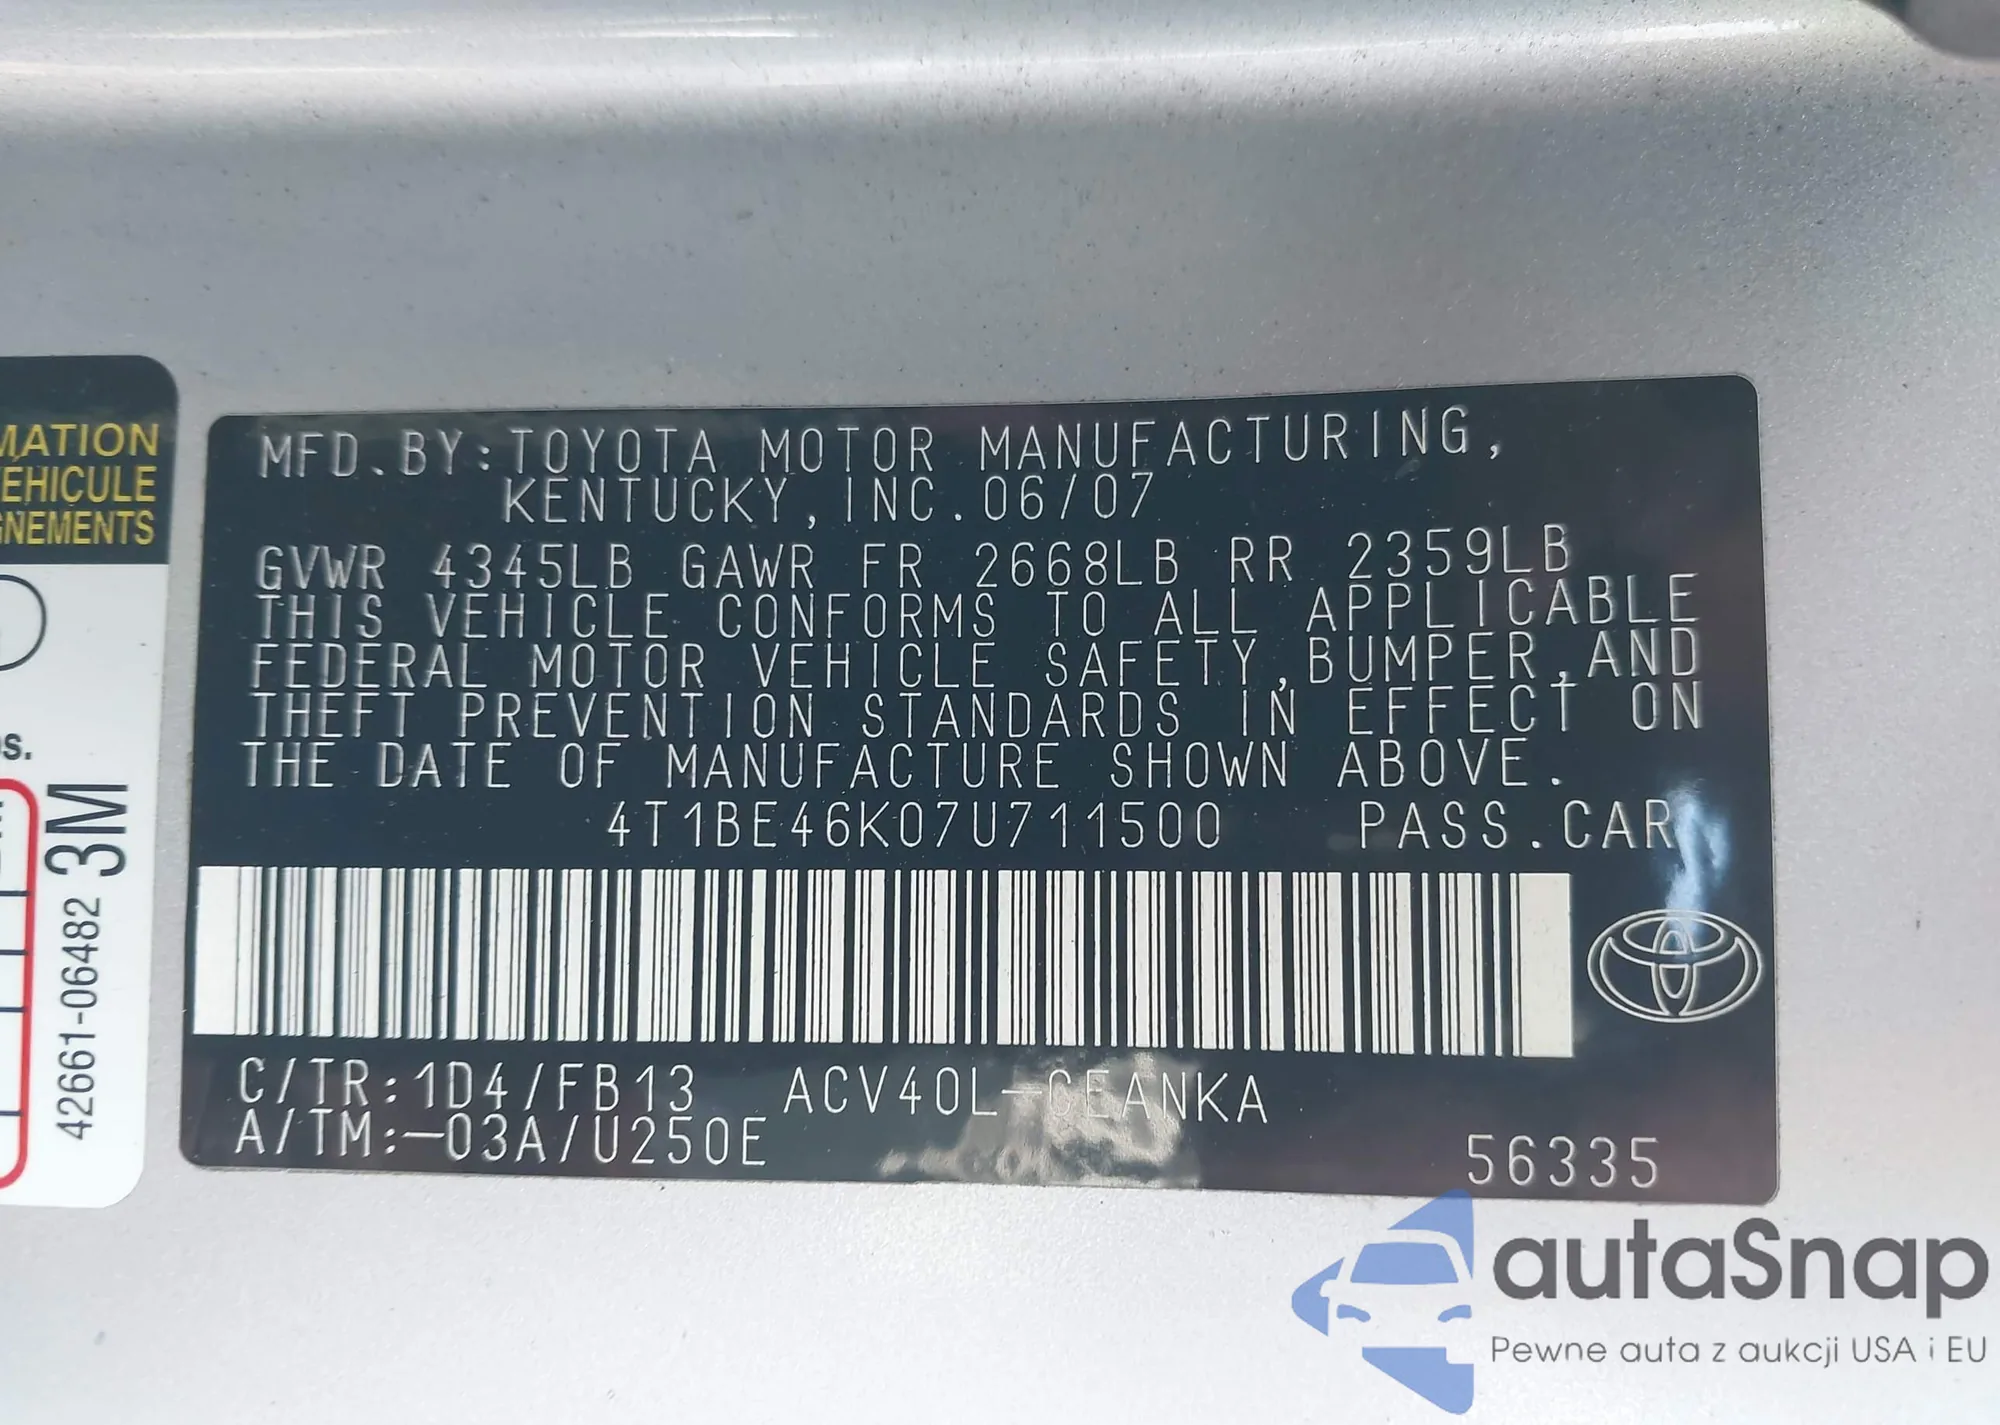 MATION
ÉHICULE
GNEMENTS
3M
42661-06482
MFD.BY:TOYOTA MOTOR MANUFACTURING,
KENTUCKY,INC.06/07
GVWR 4345LB GAWR FR 2668LB RR 2359LB
THIS VEHICLE CONFORMS TO ALL APPLICABLE
FEDERAL MOTOR VEHICLE SAFETY,BUMPER,AND
THEFT PREVENTION STANDARDS IN EFFECT ON
THE DATE OF MANUFACTURE SHOWN ABOVE.
4T1BE46K07U711500 PASS.CAR
C/TR:1D4/FB13 ACV40L-CEANKA
A/TM:-03A/U250E
56335
autaSnap
Pewne auta z aukcji USA i EU